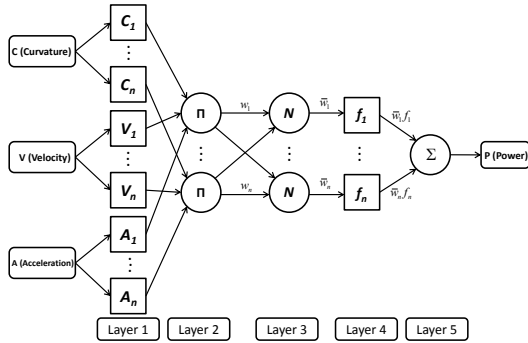 C (Curvature)
V (Velocity)
A (Acceleration)
C1
⋮
Cn
V1
⋮
Vn
A1
⋮
An
Π
⋮
Π
w1
wn
N
⋮
N
w̅1
w̅n
f1
⋮
fn
w̅1f1
w̅nfn
Σ
P (Power)
Layer 1
Layer 2
Layer 3
Layer 4
Layer 5